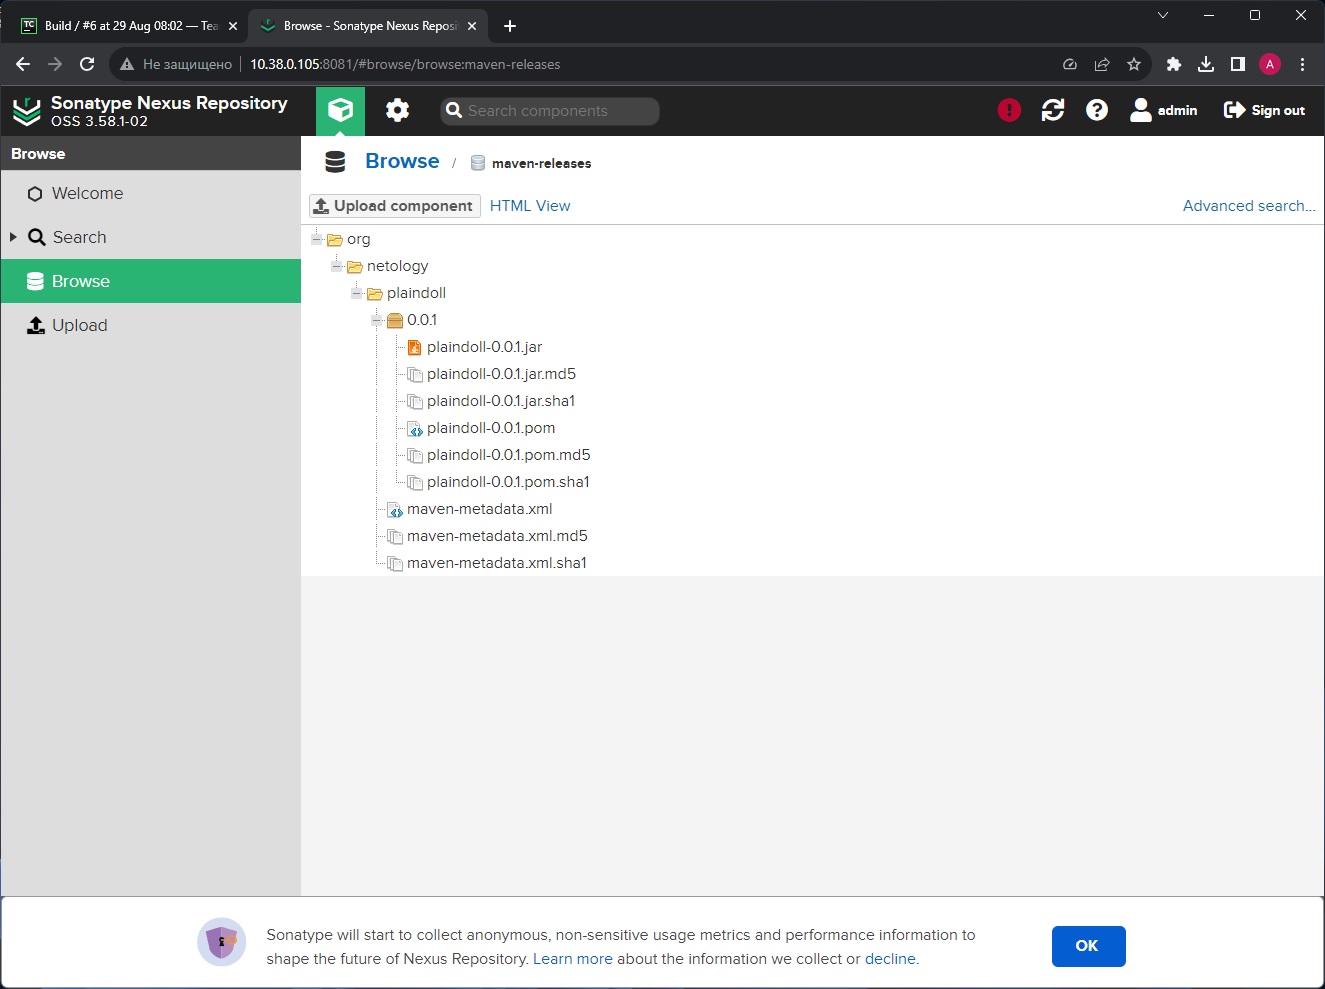 Build / #6 at 29 Aug 08:02 — Tea
Browse - Sonatype Nexus Reposi
Не защищено
10.38.0.105:8081/#browse/browse:maven-releases
A
Sonatype Nexus Repository
OSS 3.58.1-02
Search components
admin
Sign out
Browse
Welcome
Search
Browse
Upload
Browse / maven-releases
Upload component
HTML View
Advanced search...
org
netology
plaindoll
0.0.1
plaindoll-0.0.1.jar
plaindoll-0.0.1.jar.md5
plaindoll-0.0.1.jar.sha1
plaindoll-0.0.1.pom
plaindoll-0.0.1.pom.md5
plaindoll-0.0.1.pom.sha1
maven-metadata.xml
maven-metadata.xml.md5
maven-metadata.xml.sha1
Sonatype will start to collect anonymous, non-sensitive usage metrics and performance information to
shape the future of Nexus Repository. Learn more about the information we collect or decline.
OK